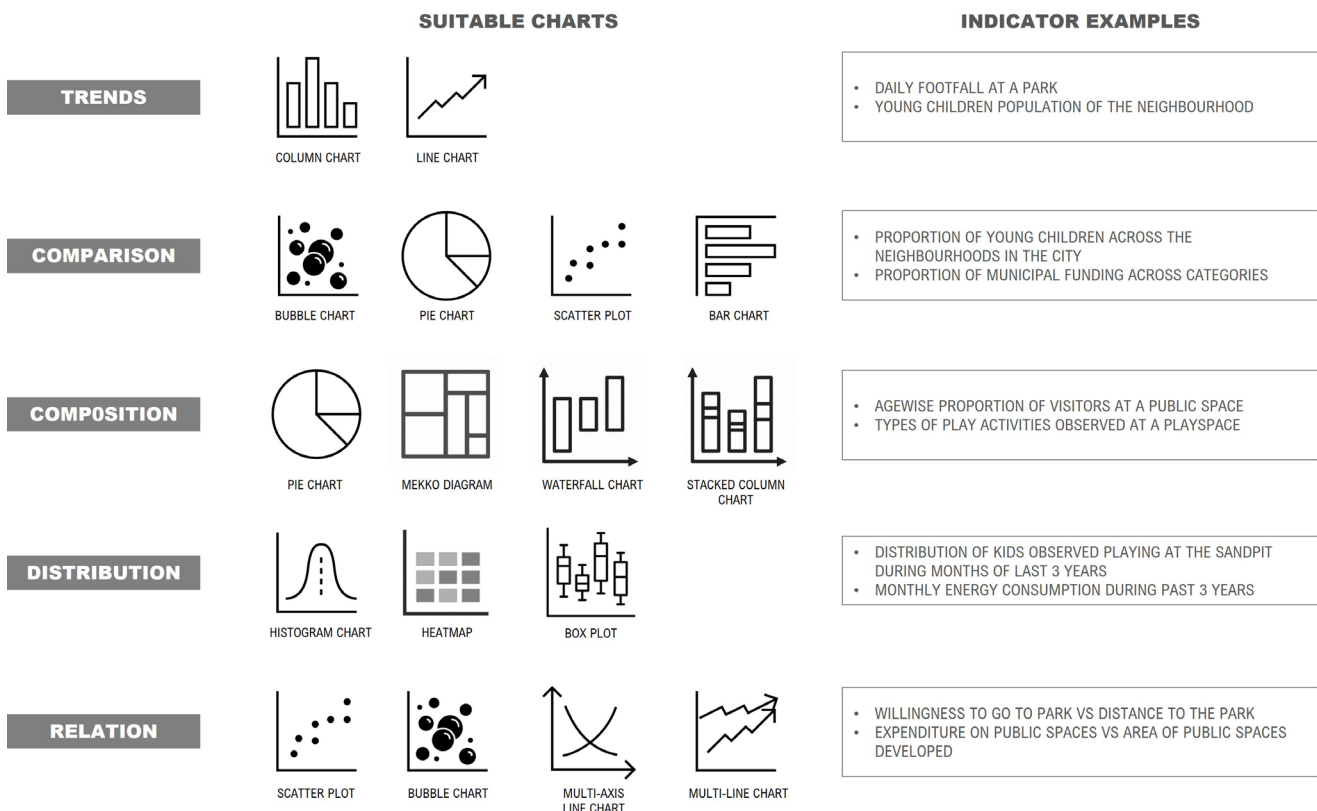 SUITABLE CHARTS
INDICATOR EXAMPLES
TRENDS
COLUMN CHART
LINE CHART
• DAILY FOOTFALL AT A PARK
• YOUNG CHILDREN POPULATION OF THE NEIGHBOURHOOD
COMPARISON
BUBBLE CHART
PIE CHART
SCATTER PLOT
BAR CHART
• PROPORTION OF YOUNG CHILDREN ACROSS THE
NEIGHBOURHOODS IN THE CITY
• PROPORTION OF MUNICIPAL FUNDING ACROSS CATEGORIES
COMP0SITION
PIE CHART
MEKKO DIAGRAM
WATERFALL CHART
STACKED COLUMN
CHART
• AGEWISE PROPORTION OF VISITORS AT A PUBLIC SPACE
• TYPES OF PLAY ACTIVITIES OBSERVED AT A PLAYSPACE
DISTRIBUTION
HISTOGRAM CHART
HEATMAP
BOX PLOT
• DISTRIBUTION OF KIDS OBSERVED PLAYING AT THE SANDPIT
DURING MONTHS OF LAST 3 YEARS
• MONTHLY ENERGY CONSUMPTION DURING PAST 3 YEARS
RELATION
SCATTER PLOT
BUBBLE CHART
MULTI-AXIS
LINE CHART
MULTI-LINE CHART
• WILLINGNESS TO GO TO PARK VS DISTANCE TO THE PARK
• EXPENDITURE ON PUBLIC SPACES VS AREA OF PUBLIC SPACES
DEVELOPED